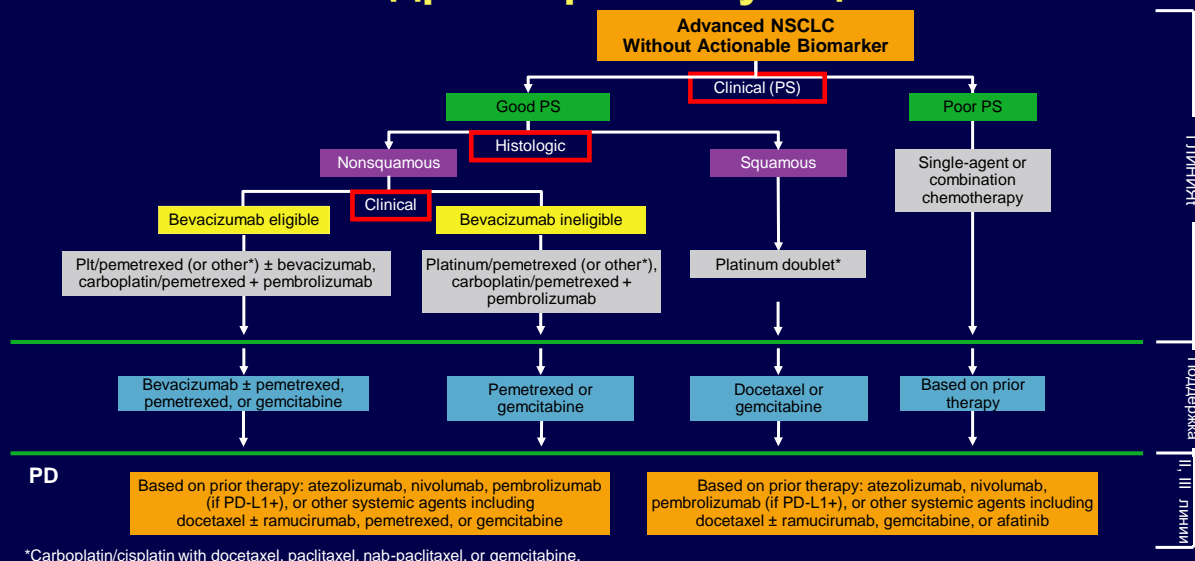 Advanced NSCLC
Without Actionable Biomarker
Clinical (PS)
Good PS
Poor PS
Histologic
Nonsquamous
Squamous
Single-agent or
combination
chemotherapy
Clinical
Bevacizumab eligible
Bevacizumab ineligible
Plt/pemetrexed (or other*) ± bevacizumab,
carboplatin/pemetrexed + pembrolizumab
Platinum/pemetrexed (or other*),
carboplatin/pemetrexed +
pembrolizumab
Platinum doublet*
Bevacizumab ± pemetrexed,
pemetrexed, or gemcitabine
Pemetrexed or
gemcitabine
Docetaxel or
gemcitabine
Based on prior
therapy
Поддержка
PD
Based on prior therapy: atezolizumab, nivolumab, pembrolizumab
(if PD-L1+), or other systemic agents including
docetaxel ± ramucirumab, pemetrexed, or gemcitabine
Based on prior therapy: atezolizumab, nivolumab,
pembrolizumab (if PD-L1+), or other systemic agents including
docetaxel ± ramucirumab, gemcitabine, or afatinib
II, III линии
*Carboplatin/cisplatin with docetaxel, paclitaxel, nab-paclitaxel, or gemcitabine.